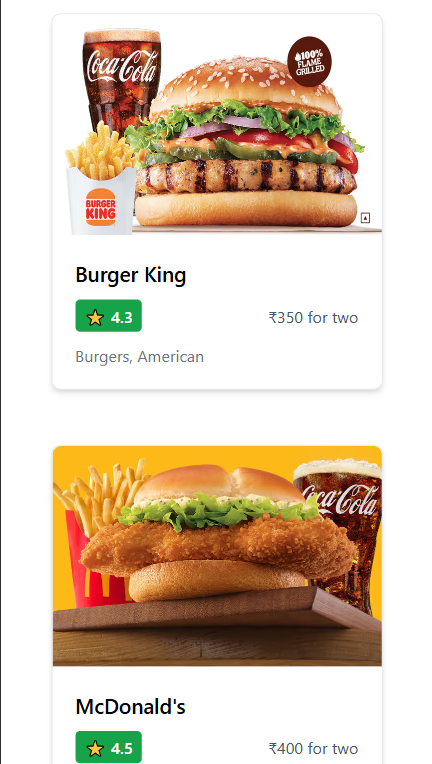 Coca-Cola
100%
FLAME
GRILLED
BURGER
KING
Burger King
4.3
₹350 for two
Burgers, American
Coca-Cola
McDonald's
4.5
₹400 for two